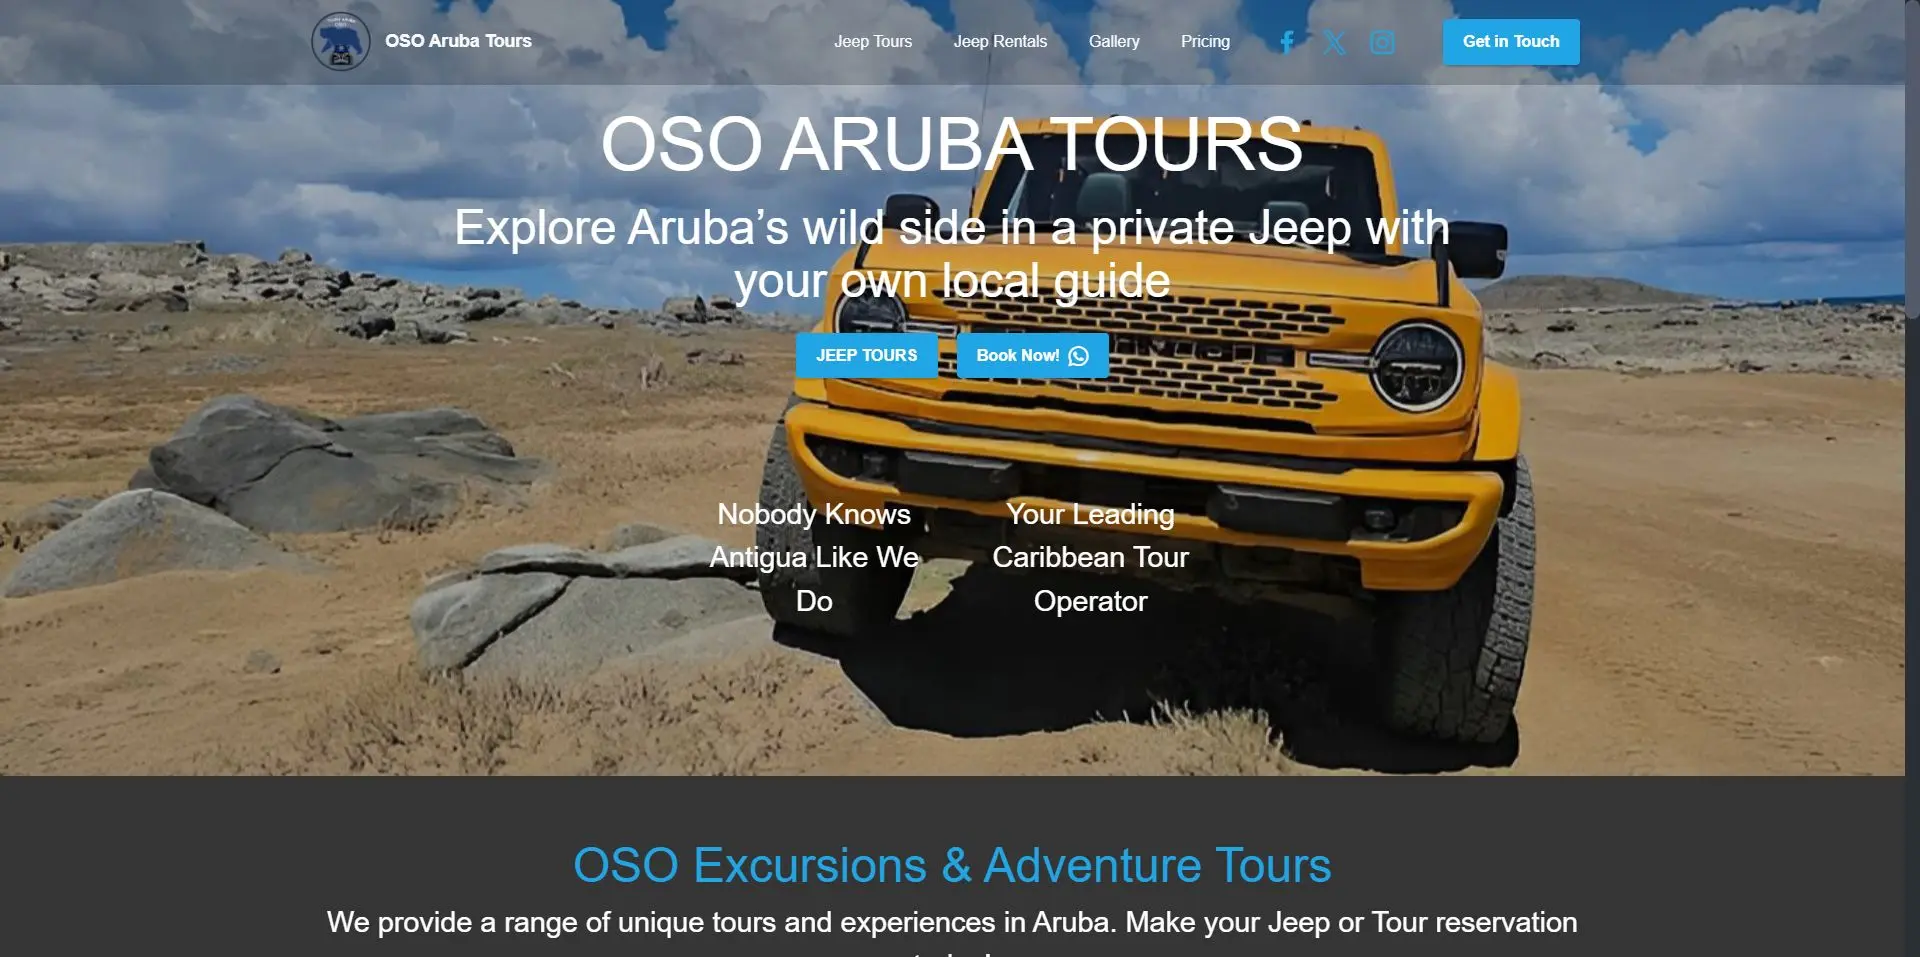 OSO Aruba Tours
Jeep Tours
Jeep Rentals
Gallery
Pricing
Get in Touch
OSO ARUBA TOURS
Explore Aruba’s wild side in a private Jeep with
your own local guide
JEEP TOURS
Book Now!
Nobody Knows
Antigua Like We
Do
Your Leading
Caribbean Tour
Operator
OSO Excursions & Adventure Tours
We provide a range of unique tours and experiences in Aruba. Make your Jeep or Tour reservation